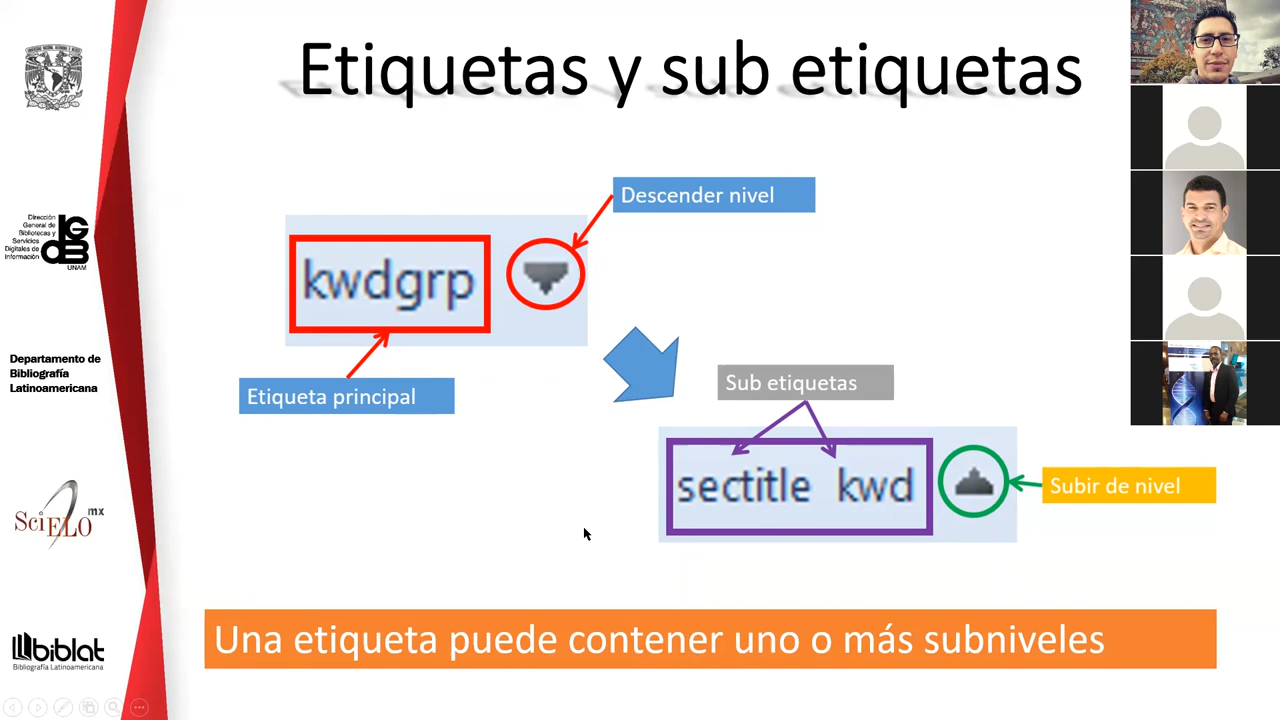 Etiquetas y sub etiquetas
Descender nivel
kwdgrp
Etiqueta principal
Sub etiquetas
sectitle kwd
Subir de nivel
Una etiqueta puede contener uno o más subniveles
Dirección
General de
Bibliotecas y
Servicios
Digitales de
Información
DGB
UNAM
Departamento de
Bibliografía
Latinoamericana
SciELO mx
biblat
Bibliografía Latinoamericana